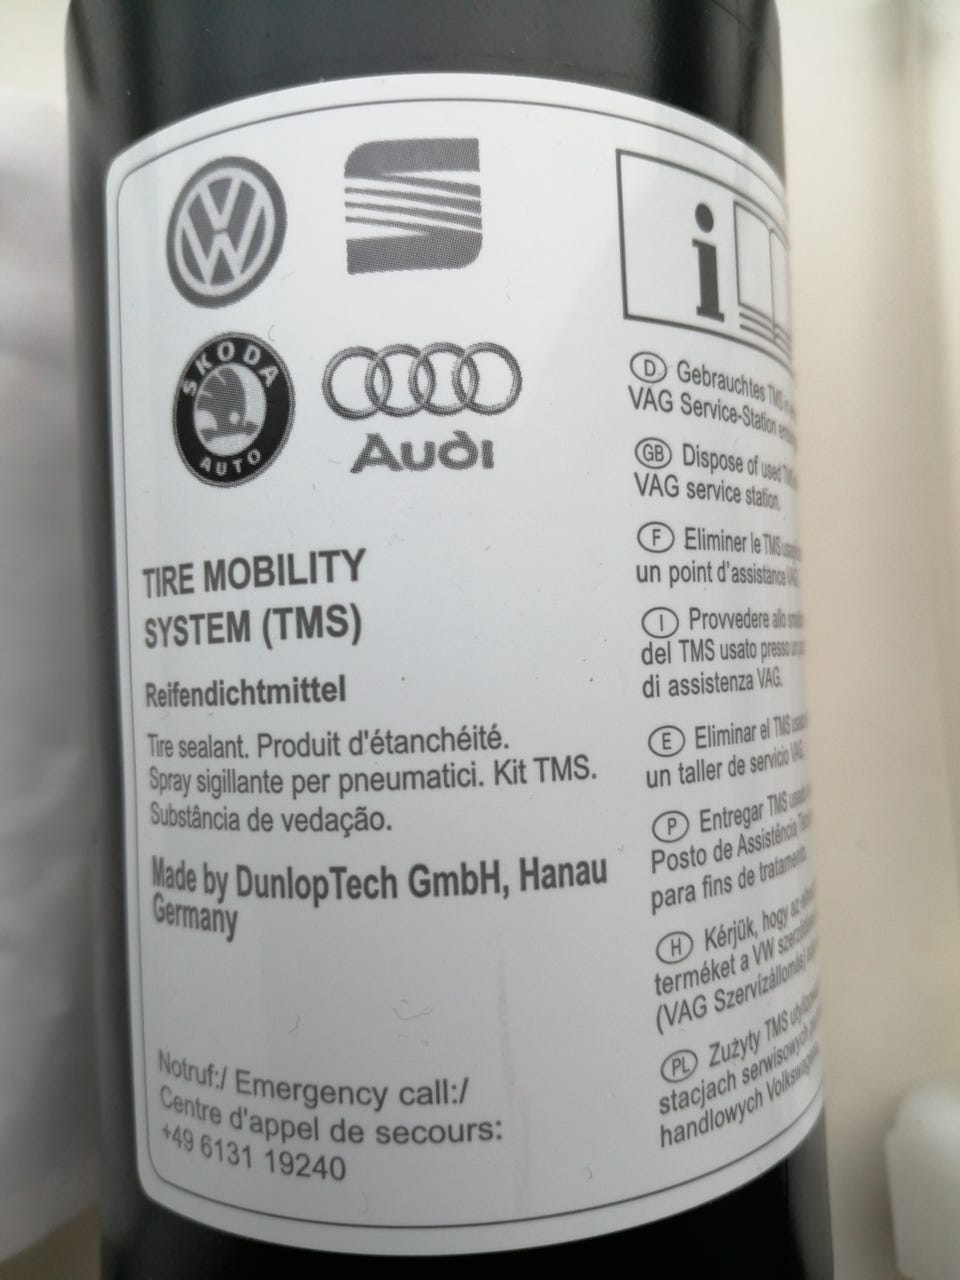 ŠKODA
AUTO
Audi
TIRE MOBILITY
SYSTEM (TMS)
Reifendichtmittel
Tire sealant. Produit d'étanchéité.
Spray sigillante per pneumatici. Kit TMS.
Substância de vedação.
Made by DunlopTech GmbH, Hanau
Germany
Notruf:/ Emergency call:/
Centre d'appel de secours:
+49 6131 19240
i
D Gebrauchtes TMS
VAG Service-Station
GB Dispose of used
VAG service station.
F Eliminer le TMS
un point d'assistance VAG
I Provvedere allo
del TMS usato presso un
di assistenza VAG.
E Eliminar el TMS
un taller de servicio
P Entregar TMS
Posto de Assistência
para fins de tratamento
H Kérjük, hogy az
terméket a VW
(VAG Szervízállomás)
PL Zużyty TMS
stacjach serwisowych
handlowych